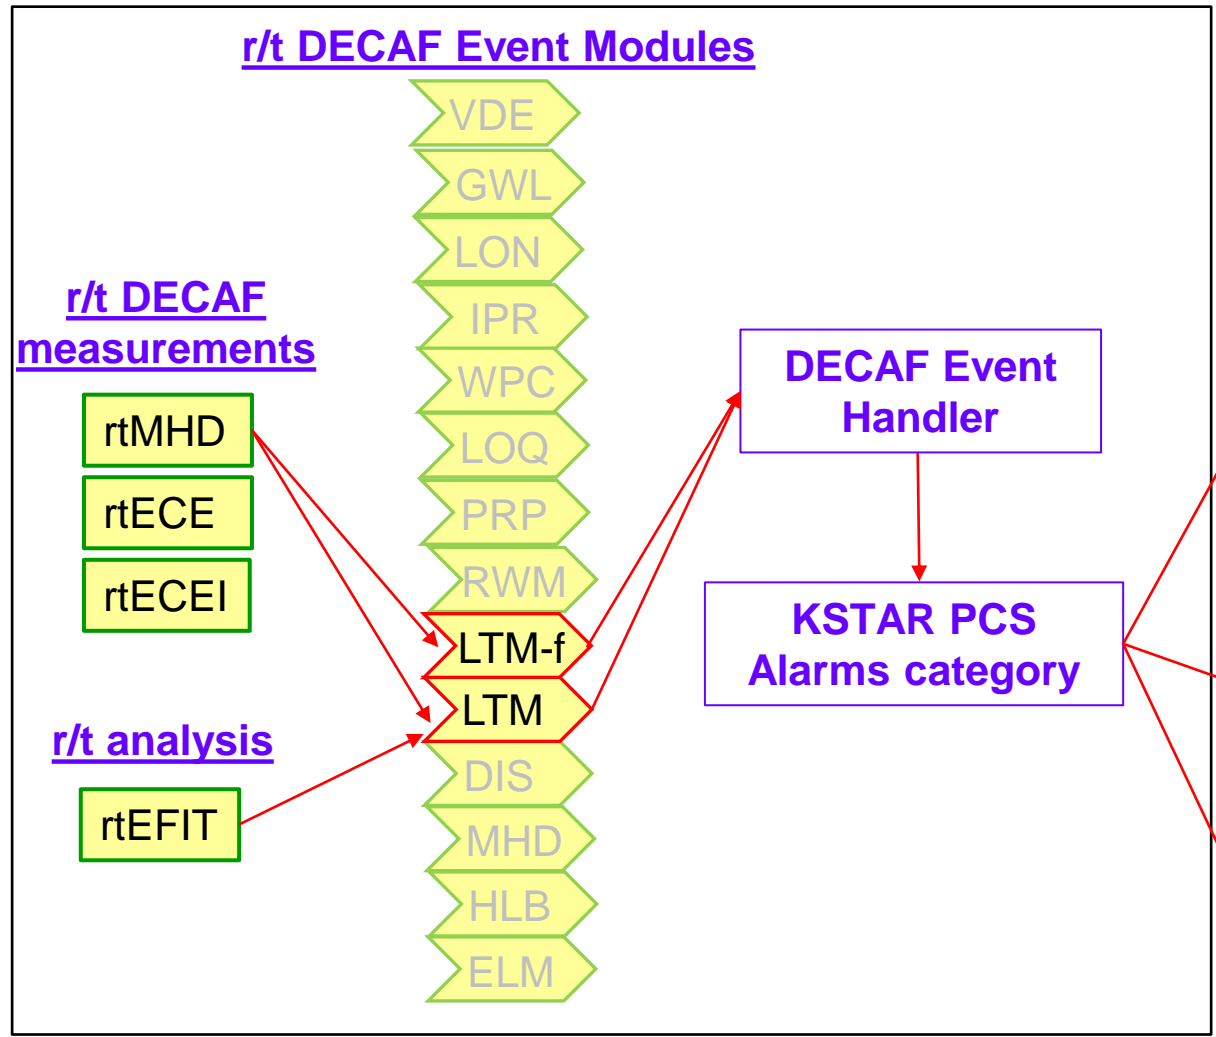 r/t DECAF Event Modules
VDE
GWL
LON
IPR
WPC
LOQ
PRP
RWM
LTM-f
LTM
DIS
MHD
HLB
ELM
r/t DECAF
measurements
rtMHD
rtECE
rtECEI
r/t analysis
rtEFIT
DECAF Event
Handler
KSTAR PCS
Alarms category